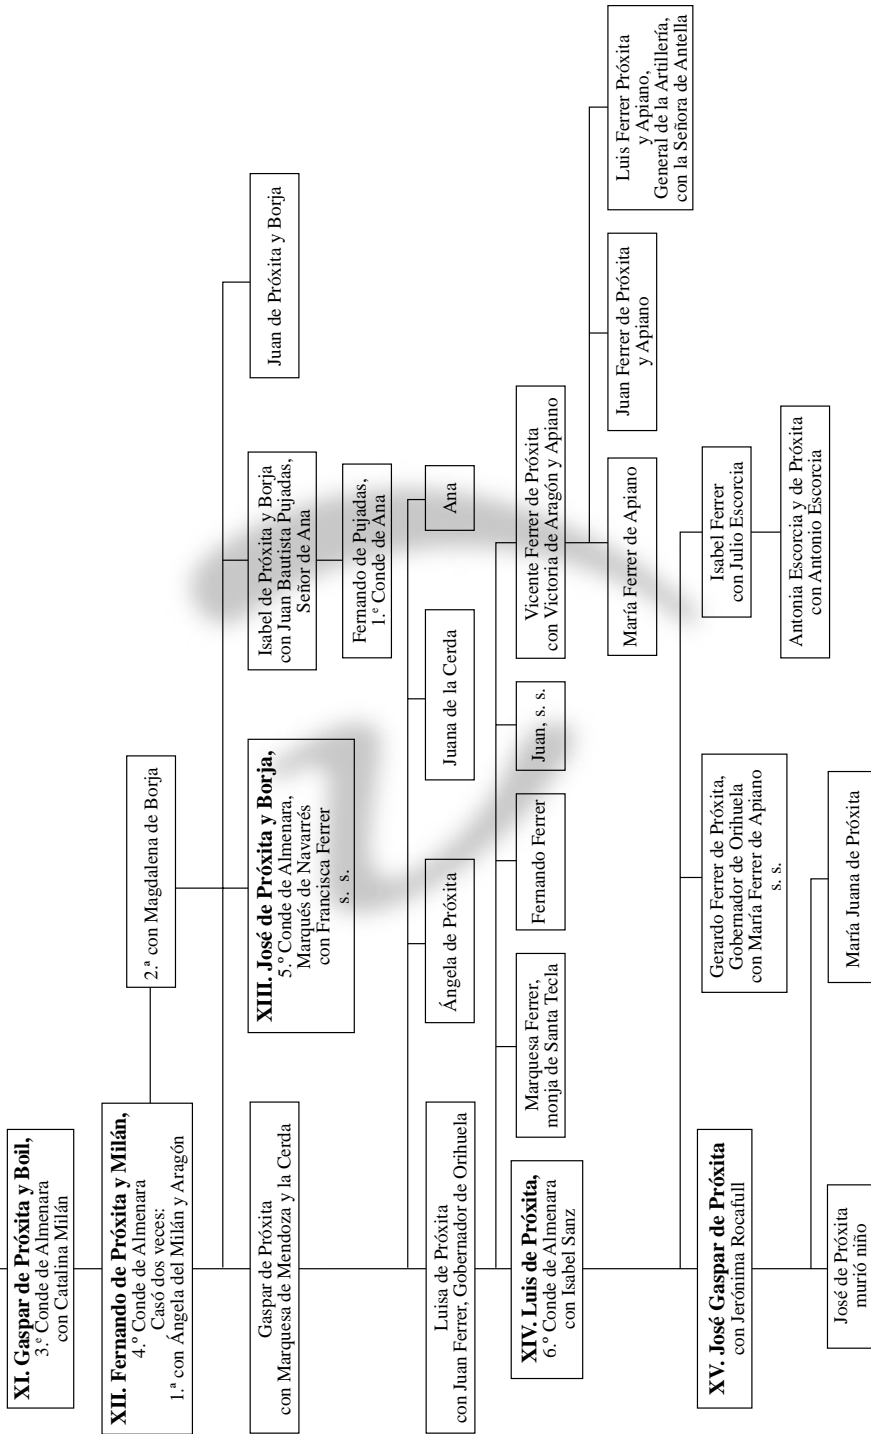 XI. Gaspar de Próxita y Boil,
3.º Conde de Almenara
con Catalina Milán
XII. Fernando de Próxita y Milán,
4.º Conde de Almenara
Casó dos veces:
1.ª con Ángela del Milán y Aragón
2.ª con Magdalena de Borja
Gaspar de Próxita
con Marquesa de Mendoza y la Cerda
XIII. José de Próxita y Borja,
5.º Conde de Almenara,
Marqués de Navarrés
con Francisca Ferrer
s. s.
Isabel de Próxita y Borja
con Juan Bautista Pujadas,
Señor de Ana
Juan de Próxita y Borja
Fernando de Pujadas,
1.º Conde de Ana
Luisa de Próxita
con Juan Ferrer, Gobernador de Orihuela
Ángela de Próxita
Juana de la Cerda
Ana
XIV. Luis de Próxita,
6.º Conde de Almenara
con Isabel Sanz
Marquesa Ferrer,
monja de Santa Tecla
Fernando Ferrer
Juan, s. s.
Vicente Ferrer de Próxita
con Victoria de Aragón y Apiano
María Ferrer de Apiano
Juan Ferrer de Próxita
y Apiano
Luis Ferrer Próxita
y Apiano,
General de la Artillería,
con la Señora de Antella
XV. José Gaspar de Próxita
con Jerónima Rocafull
Gerardo Ferrer de Próxita,
Gobernador de Orihuela
con María Ferrer de Apiano
s. s.
Isabel Ferrer
con Julio Escorcia
Antonia Escorcia y de Próxita
con Antonio Escorcia
José de Próxita
murió niño
María Juana de Próxita